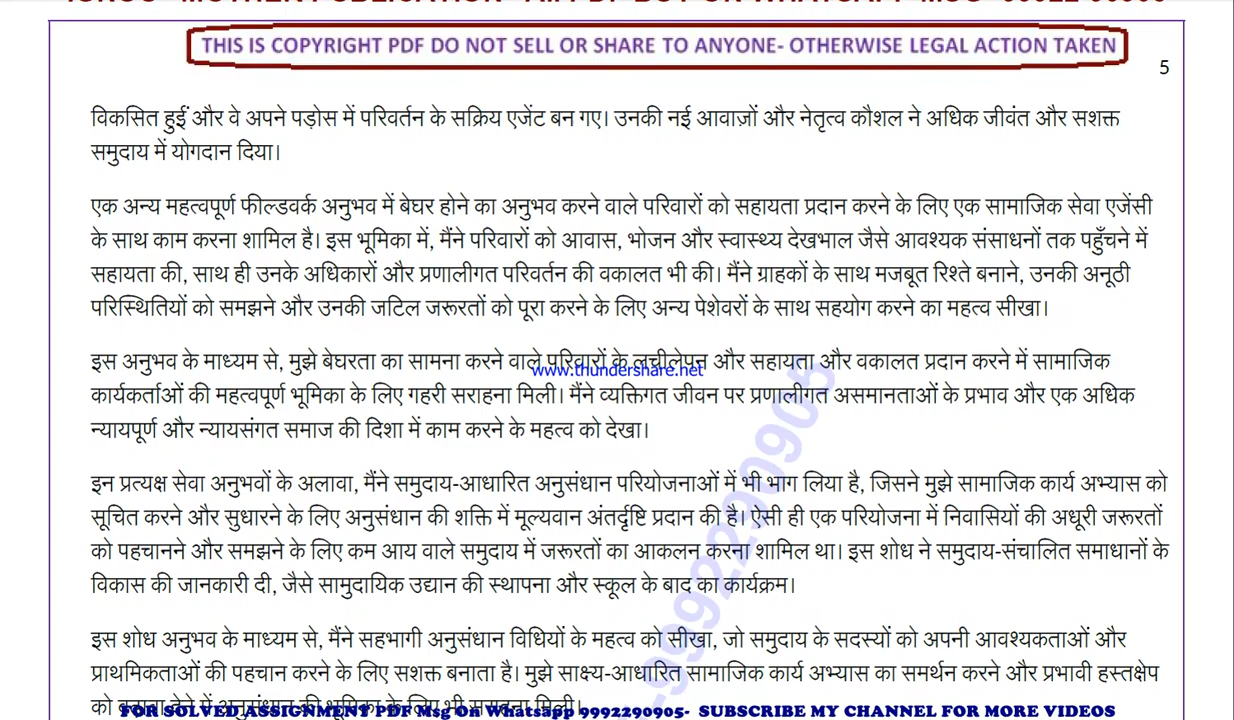 THIS IS COPYRIGHT PDF DO NOT SELL OR SHARE TO ANYONE- OTHERWISE LEGAL ACTION TAKEN
5
विकसित हुईं और वे अपने पड़ोस में परिवर्तन के सक्रिय एजेंट बन गए। उनकी नई आवाज़ों और नेतृत्व कौशल ने अधिक जीवंत और सशक्त
समुदाय में योगदान दिया।
एक अन्य महत्वपूर्ण फील्डवर्क अनुभव में बेघर होने का अनुभव करने वाले परिवारों को सहायता प्रदान करने के लिए एक सामाजिक सेवा एजेंसी
के साथ काम करना शामिल है। इस भूमिका में, मैंने परिवारों को आवास, भोजन और स्वास्थ्य देखभाल जैसे आवश्यक संसाधनों तक पहुँचने में
सहायता की, साथ ही उनके अधिकारों और प्रणालीगत परिवर्तन की वकालत भी की। मैंने ग्राहकों के साथ मजबूत रिश्ते बनाने, उनकी अनूठी
परिस्थितियों को समझने और उनकी जटिल जरूरतों को पूरा करने के लिए अन्य पेशेवरों के साथ सहयोग करने का महत्व सीखा।
इस अनुभव के माध्यम से, मुझे बेघरता का सामना करने वाले परिवारों के लचीलेपन और सहायता और वकालत प्रदान करने में सामाजिक
www.thundershare.net
कार्यकर्ताओं की महत्वपूर्ण भूमिका के लिए गहरी सराहना मिली। मैंने व्यक्तिगत जीवन पर प्रणालीगत असमानताओं के प्रभाव और एक अधिक
न्यायपूर्ण और न्यायसंगत समाज की दिशा में काम करने के महत्व को देखा।
इन प्रत्यक्ष सेवा अनुभवों के अलावा, मैंने समुदाय-आधारित अनुसंधान परियोजनाओं में भी भाग लिया है, जिसने मुझे सामाजिक कार्य अभ्यास को
सूचित करने और सुधारने के लिए अनुसंधान की शक्ति में मूल्यवान अंतर्दृष्टि प्रदान की है। ऐसी ही एक परियोजना में निवासियों की अधूरी जरूरतों
को पहचानने और समझने के लिए कम आय वाले समुदाय में जरूरतों का आकलन करना शामिल था। इस शोध ने समुदाय-संचालित समाधानों के
विकास की जानकारी दी, जैसे सामुदायिक उद्यान की स्थापना और स्कूल के बाद का कार्यक्रम।
इस शोध अनुभव के माध्यम से, मैंने सहभागी अनुसंधान विधियों के महत्व को सीखा, जो समुदाय के सदस्यों को अपनी आवश्यकताओं और
प्राथमिकताओं की पहचान करने के लिए सशक्त बनाता है। मुझे साक्ष्य-आधारित सामाजिक कार्य अभ्यास का समर्थन करने और प्रभावी हस्तक्षेप
-9992290905
FOR SOLVED ASSIGNMENT PDF Msg On Whatsapp 9992290905- SUBSCRIBE MY CHANNEL FOR MORE VIDEOS